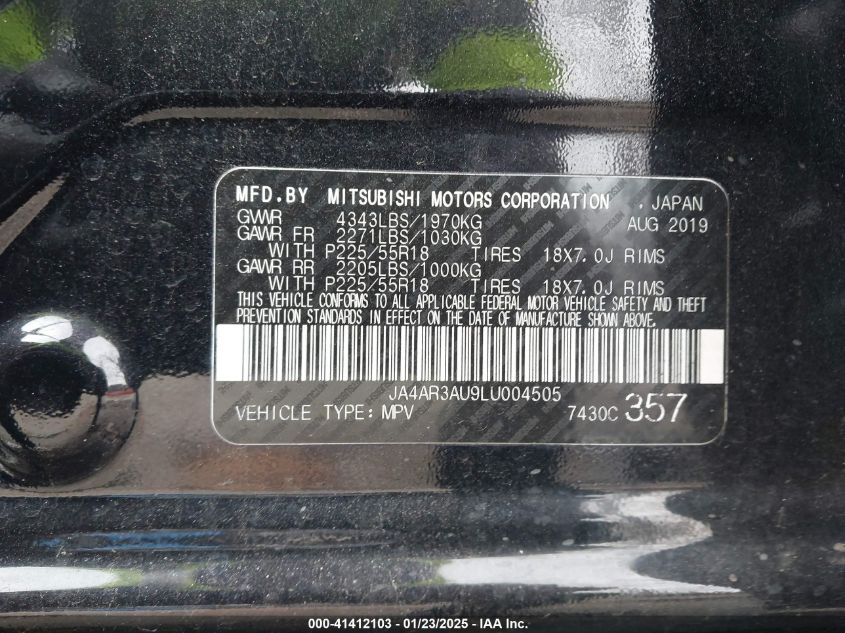 MFD.BY MITSUBISHI MOTORS CORPORATION , JAPAN
GVWR 4343LBS/1970KG AUG 2019
GAWR FR 2271LBS/1030KG
WITH P225/55R18 TIRES 18X7.0J RIMS
GAWR RR 2205LBS/1000KG
WITH P225/55R18 TIRES 18X7.0J RIMS
THIS VEHICLE CONFORMS TO ALL APPLICABLE FEDERAL MOTOR VEHICLE SAFETY AND THEFT
PREVENTION STANDARDS IN EFFECT ON THE DATE OF MANUFACTURE SHOWN ABOVE.
JA4AR3AU9LU004505
VEHICLE TYPE: MPV 7430C 357
000-41412103 - 01/23/2025 - IAA Inc.